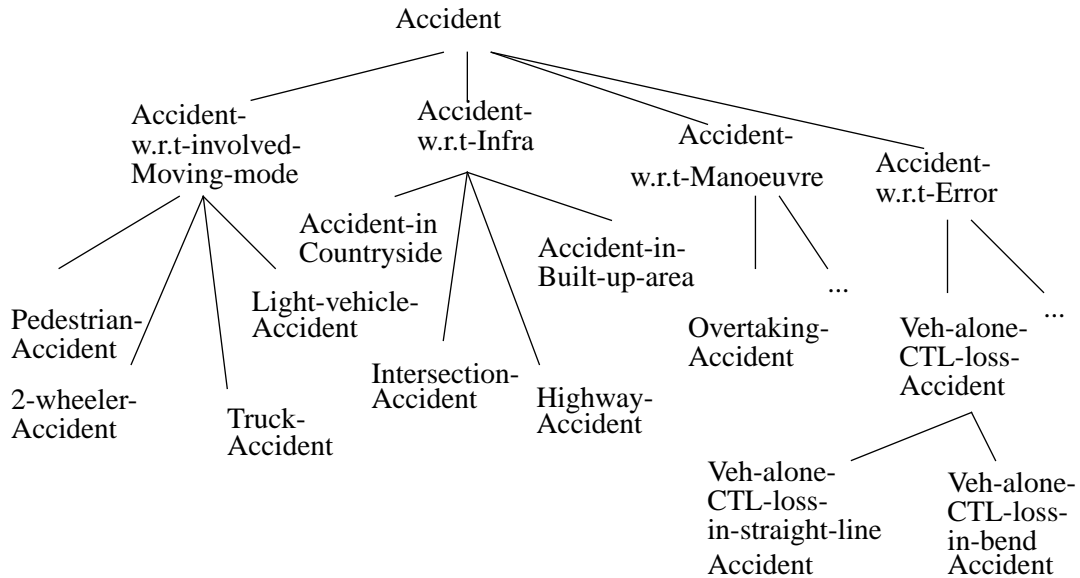 Accident
Accident-
w.r.t-involved-
Moving-mode
Accident-
w.r.t-Infra
Accident-
w.r.t-Manoeuvre
Accident-
w.r.t-Error
Pedestrian-
Accident
2-wheeler-
Accident
Truck-
Accident
Light-vehicle-
Accident
Accident-in
Countryside
Intersection-
Accident
Highway-
Accident
Accident-in-
Built-up-area
Overtaking-
Accident
...
Veh-alone-
CTL-loss-
Accident
...
Veh-alone-
CTL-loss-
in-straight-line
Accident
Veh-alone-
CTL-loss-
in-bend
Accident